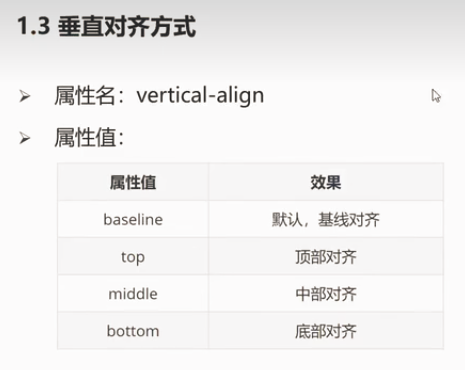 1.3 垂直对齐方式
➢ 属性名：vertical-align
➢ 属性值：
属性值 效果
baseline 默认，基线对齐
top 顶部对齐
middle 中部对齐
bottom 底部对齐